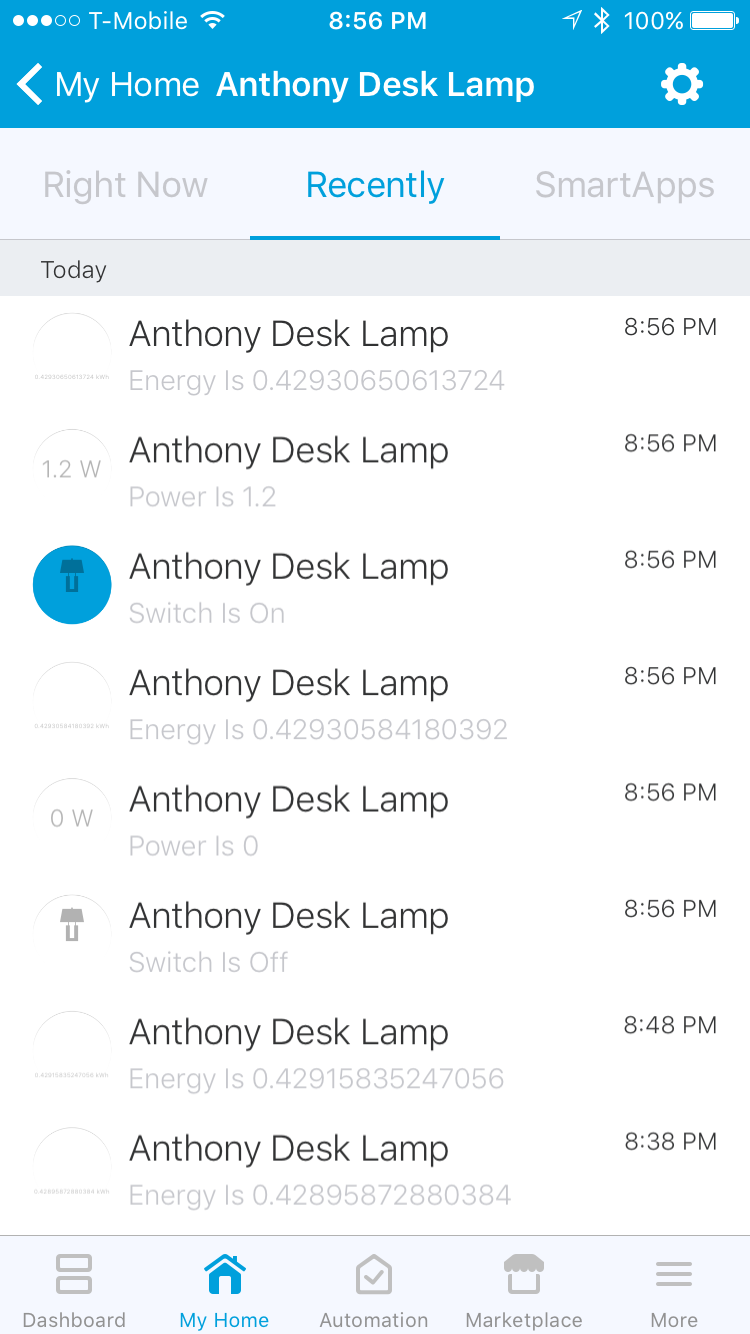 T-Mobile 8:56 PM 100%
My Home Anthony Desk Lamp
Right Now Recently SmartApps
Today
Anthony Desk Lamp 8:56 PM
0.42930650613724 kWh
Energy Is 0.42930650613724
Anthony Desk Lamp 8:56 PM
1.2 W
Power Is 1.2
Anthony Desk Lamp 8:56 PM
Switch Is On
Anthony Desk Lamp 8:56 PM
0.42930584180392 kWh
Energy Is 0.42930584180392
Anthony Desk Lamp 8:56 PM
0 W
Power Is 0
Anthony Desk Lamp 8:56 PM
Switch Is Off
Anthony Desk Lamp 8:48 PM
0.42915835247056 kWh
Energy Is 0.42915835247056
Anthony Desk Lamp 8:38 PM
0.42895872880384 kWh
Energy Is 0.42895872880384
Dashboard My Home Automation Marketplace More